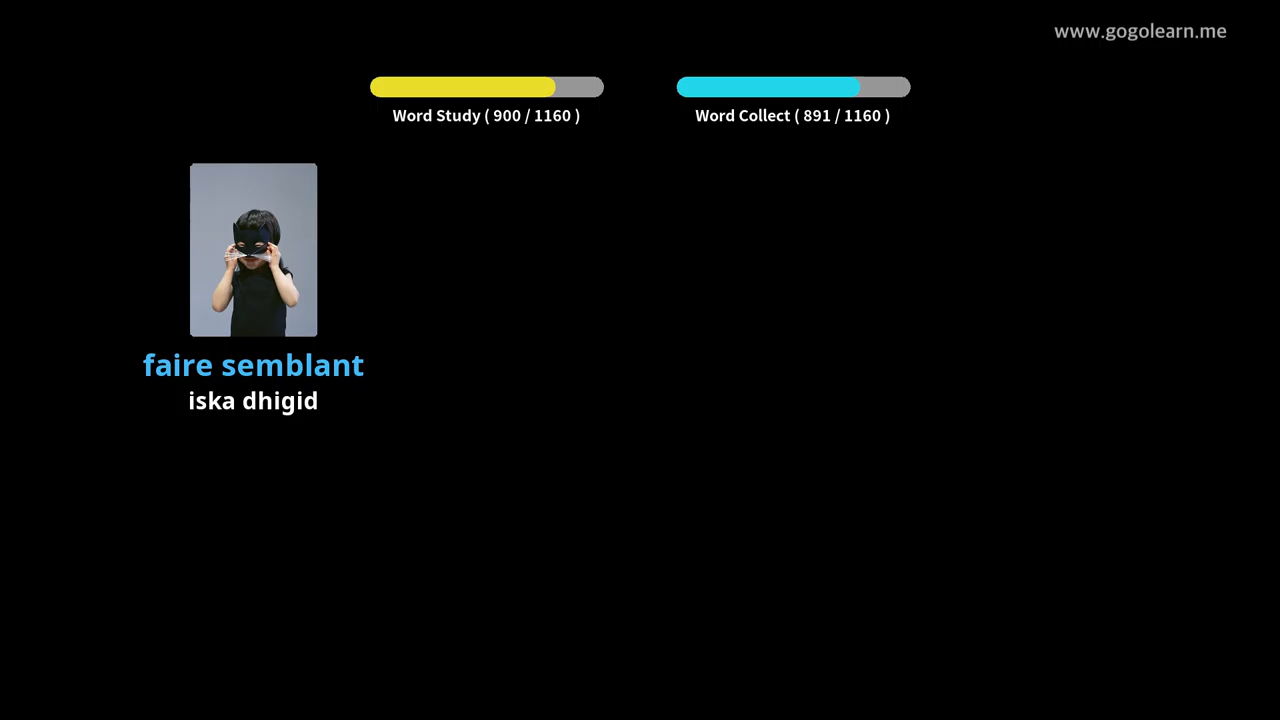 www.gogolearn.me
Word Study ( 900 / 1160 )
Word Collect ( 891 / 1160 )
faire semblant
iska dhigid